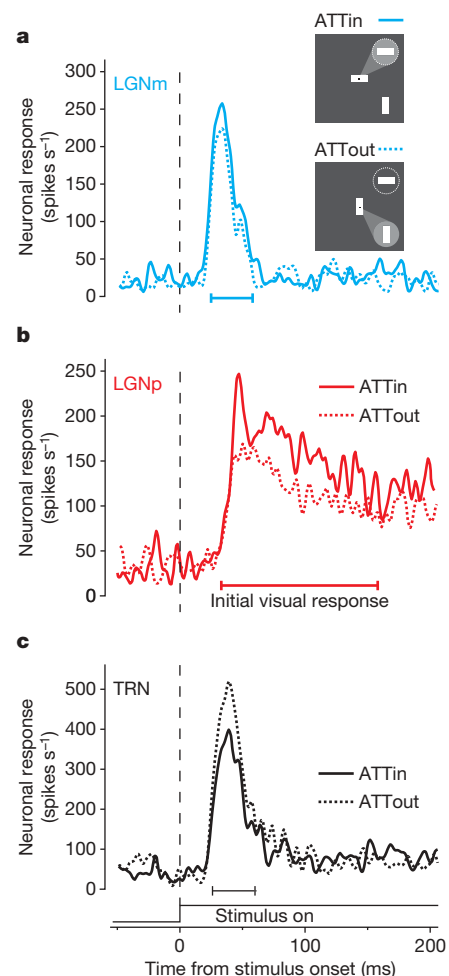 a
ATTin
LGNm
ATTout
Neuronal response
(spikes s⁻¹)
300
250
200
150
100
50
0
b
LGNp
ATTin
ATTout
Neuronal response
(spikes s⁻¹)
250
200
150
100
50
0
Initial visual response
c
TRN
ATTin
ATTout
Neuronal response
(spikes s⁻¹)
500
400
300
200
100
0
Stimulus on
0 100 200
Time from stimulus onset (ms)